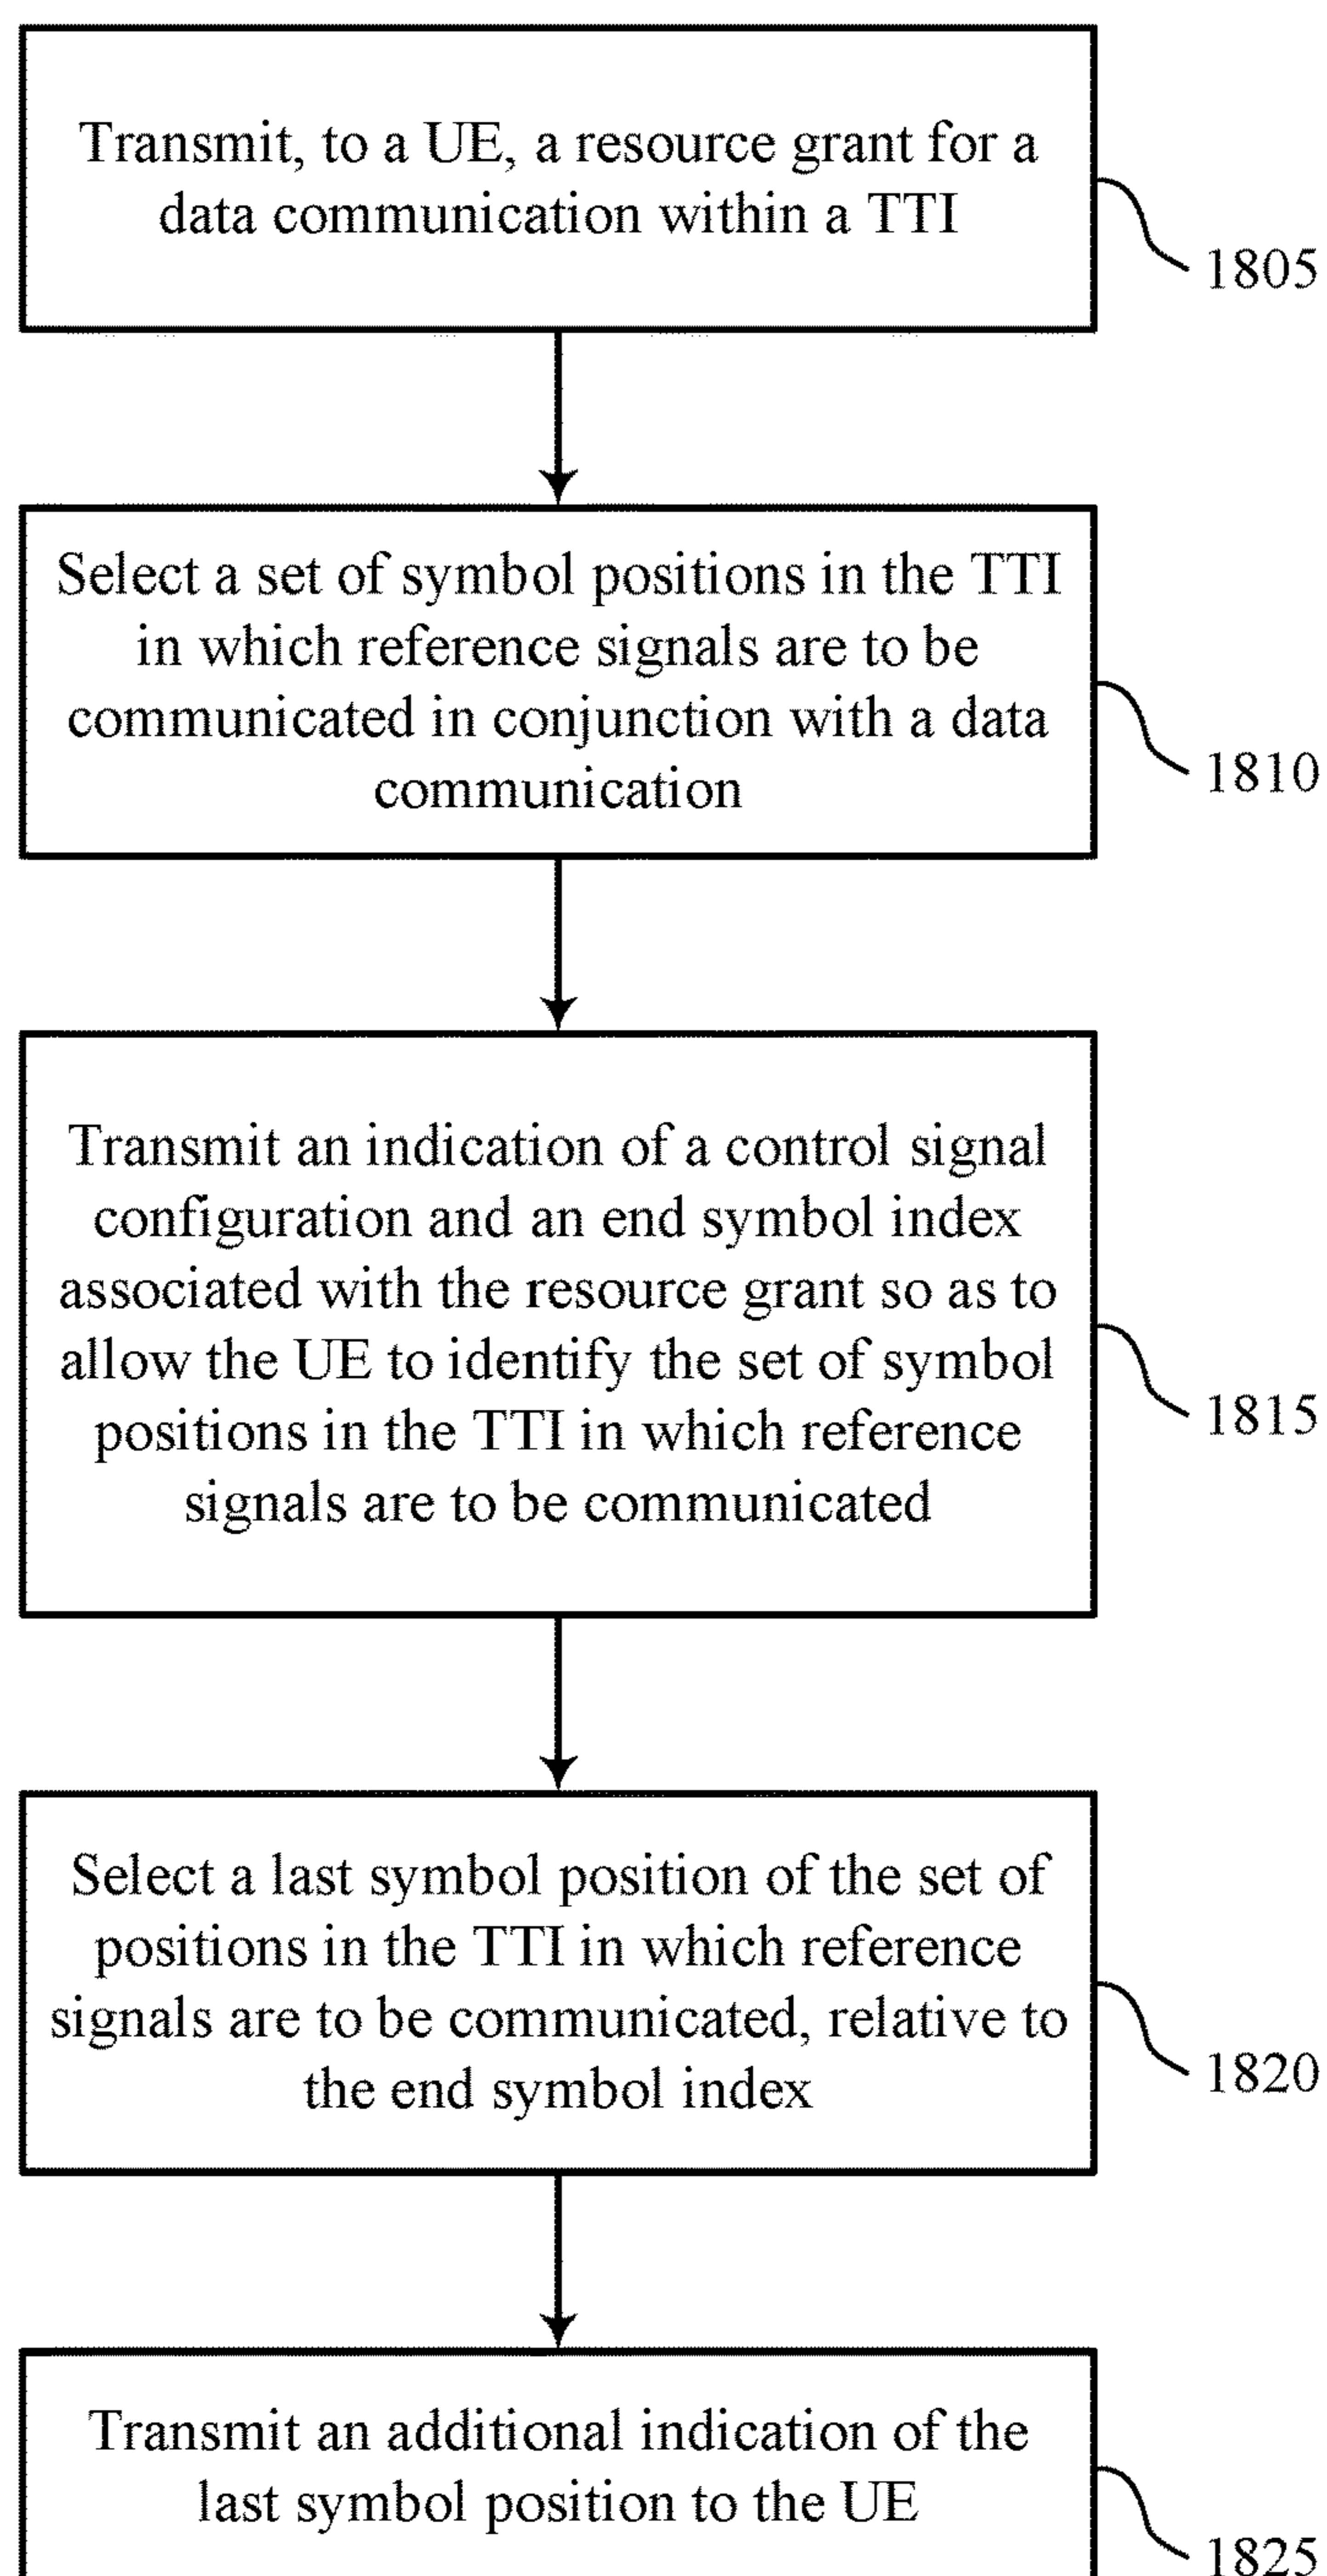 Transmit, to a UE, a resource grant for a
data communication within a TTI
1805
Select a set of symbol positions in the TTI
in which reference signals are to be
communicated in conjunction with a data
communication
1810
Transmit an indication of a control signal
configuration and an end symbol index
associated with the resource grant so as to
allow the UE to identify the set of symbol
positions in the TTI in which reference
signals are to be communicated
1815
Select a last symbol position of the set of
positions in the TTI in which reference
signals are to be communicated, relative to
the end symbol index
1820
Transmit an additional indication of the
last symbol position to the UE
1825